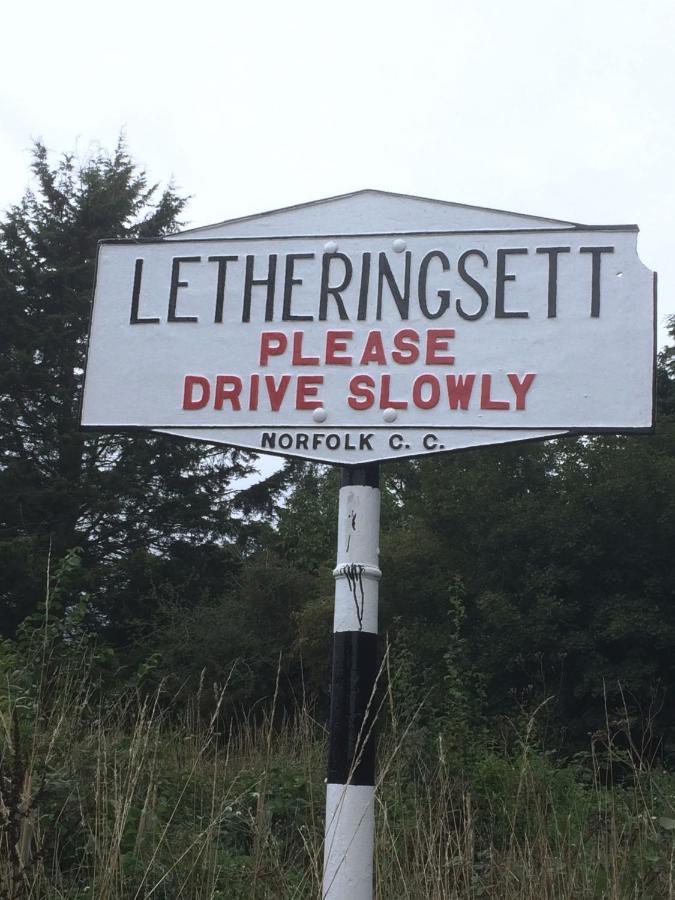 LETHERINGSETT
PLEASE
DRIVE SLOWLY
NORFOLK C. C.